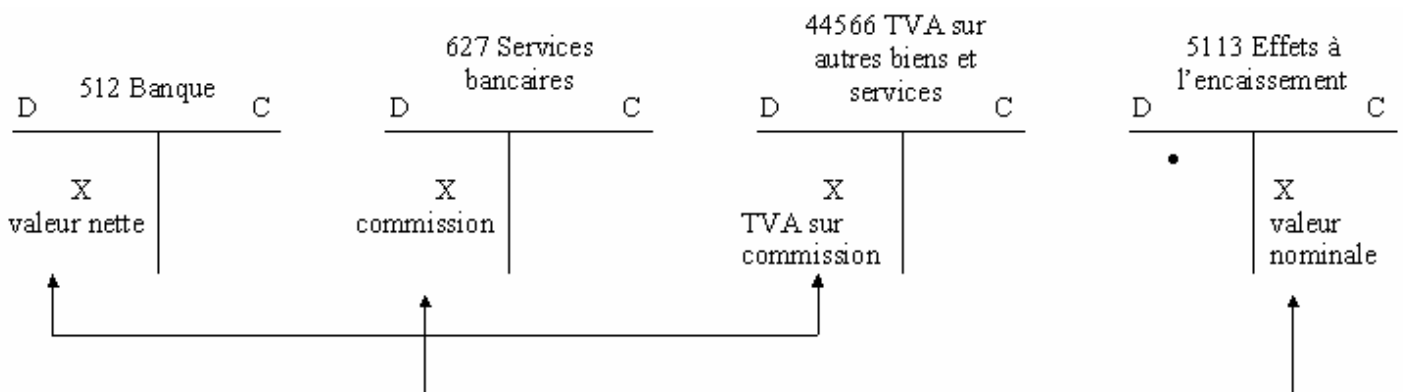 512 Banque
D C
X
valeur nette
627 Services
bancaires
D C
X
commission
44566 TVA sur
autres biens et
services
D C
X
TVA sur
commission
5113 Effets à
l'encaissement
D C
X
valeur
nominale